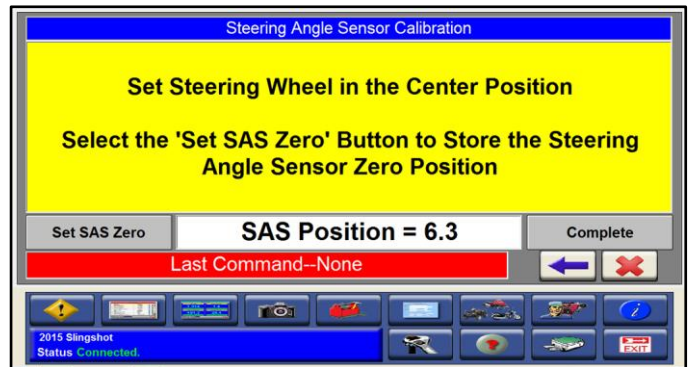 Steering Angle Sensor Calibration
Set Steering Wheel in the Center Position
Select the 'Set SAS Zero' Button to Store the Steering
Angle Sensor Zero Position
Set SAS Zero
SAS Position = 6.3
Complete
Last Command--None
2015 Slingshot
Status Connected.
EXIT